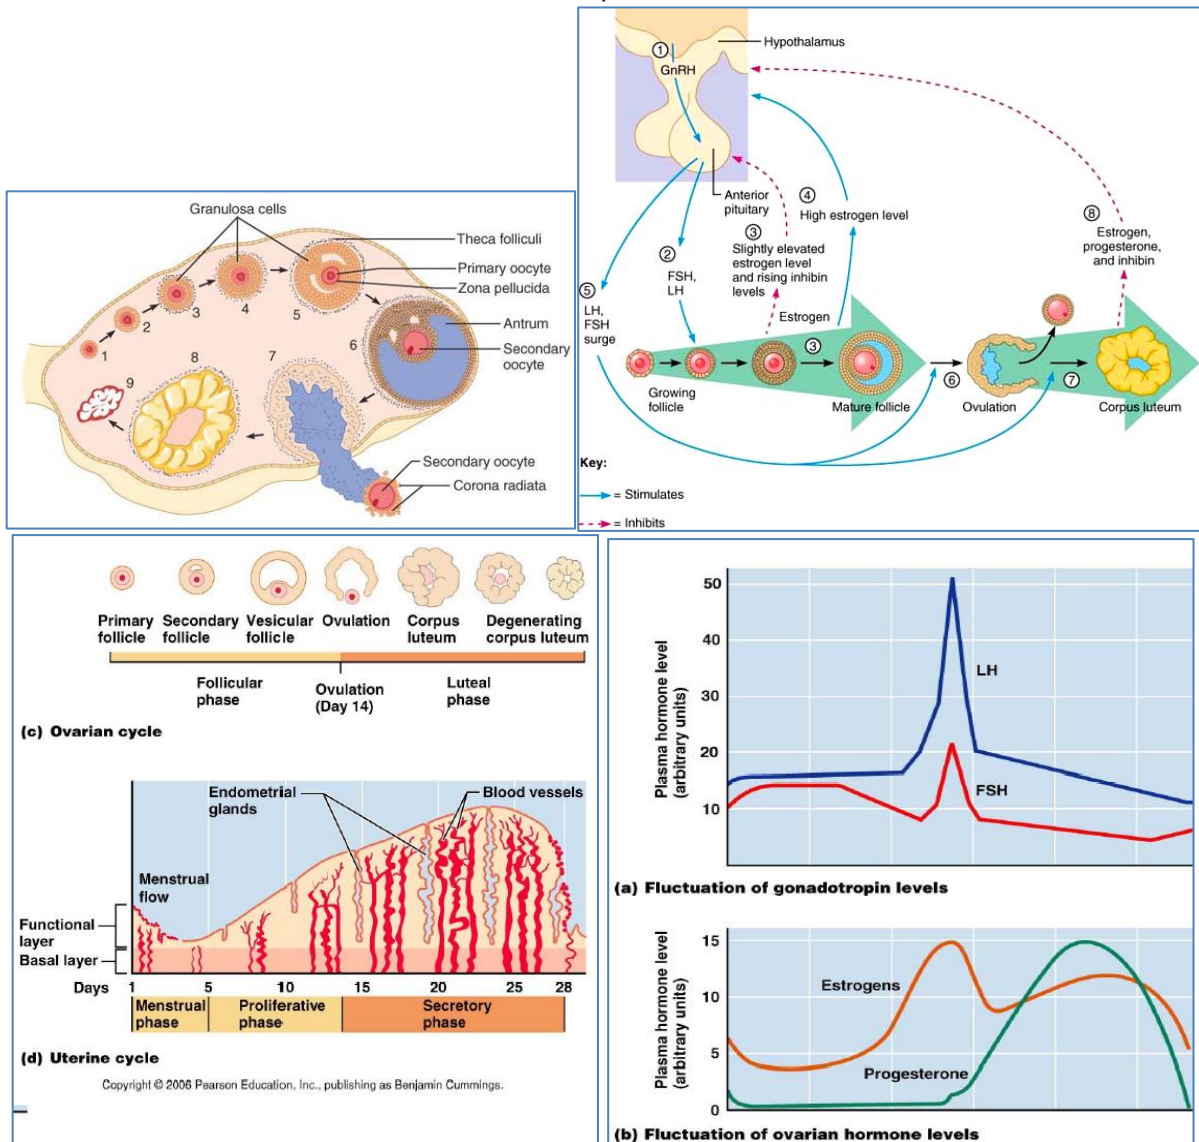 Granulosa cells
Theca folliculi
Primary oocyte
Zona pellucida
Antrum
Secondary
oocyte
Secondary oocyte
Corona radiata
1
2
3
4
5
6
7
8
9
Hypothalamus
1
GnRH
Anterior
pituitary
4
High estrogen level
3
Slightly elevated
estrogen level
and rising inhibin
levels
2
FSH,
LH
5
LH,
FSH
surge
8
Estrogen,
progesterone,
and inhibin
Estrogen
3
6
7
Growing
follicle
Mature follicle
Ovulation
Corpus luteum
Key:
= Stimulates
= Inhibits
Primary
follicle
Secondary
follicle
Vesicular
follicle
Ovulation
Corpus
luteum
Degenerating
corpus luteum
Follicular
phase
Ovulation
(Day 14)
Luteal
phase
(c) Ovarian cycle
Endometrial
glands
Blood vessels
Menstrual
flow
Functional
layer
Basal layer
Days
1 5 10 15 20 25 28
Menstrual
phase
Proliferative
phase
Secretory
phase
(d) Uterine cycle
Copyright © 2006 Pearson Education, Inc., publishing as Benjamin Cummings.
Plasma hormone level
(arbitrary units)
50
40
30
20
10
LH
FSH
(a) Fluctuation of gonadotropin levels
Plasma hormone level
(arbitrary units)
15
10
5
0
Estrogens
Progesterone
(b) Fluctuation of ovarian hormone levels